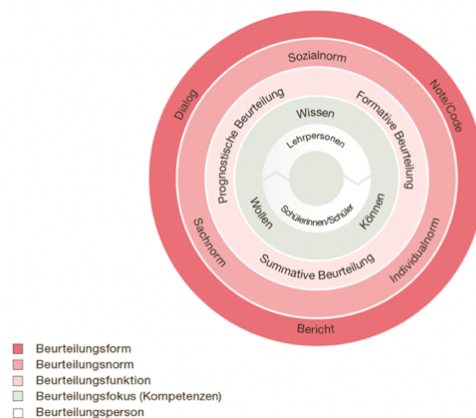 Sozialnorm
Dialog
Note/Code
Prognostische Beurteilung
Formative Beurteilung
Wissen
Lehrpersonen
Wollen
Können
Schülerinnen/Schüler
Sachnorm
Individualnorm
Summative Beurteilung
Bericht
Beurteilungsform
Beurteilungsnorm
Beurteilungsfunktion
Beurteilungsfokus (Kompetenzen)
Beurteilungsperson